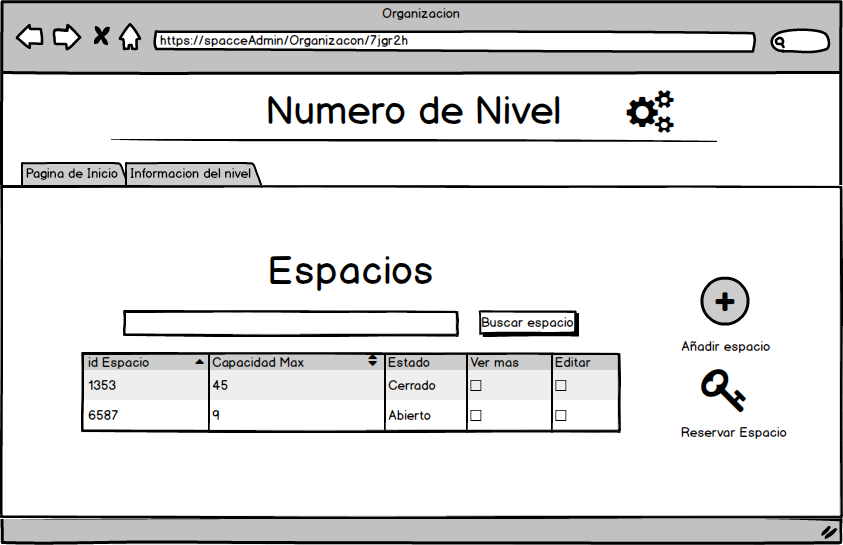 Organizacion
https://spacceAdmin/Organizacon/7jgr2h
Numero de Nivel
Pagina de Inicio
Informacion del nivel
Espacios
Buscar espacio
id Espacio Capacidad Max Estado Ver mas Editar
1353 45 Cerrado
6587 9 Abierto
Añadir espacio
Reservar Espacio